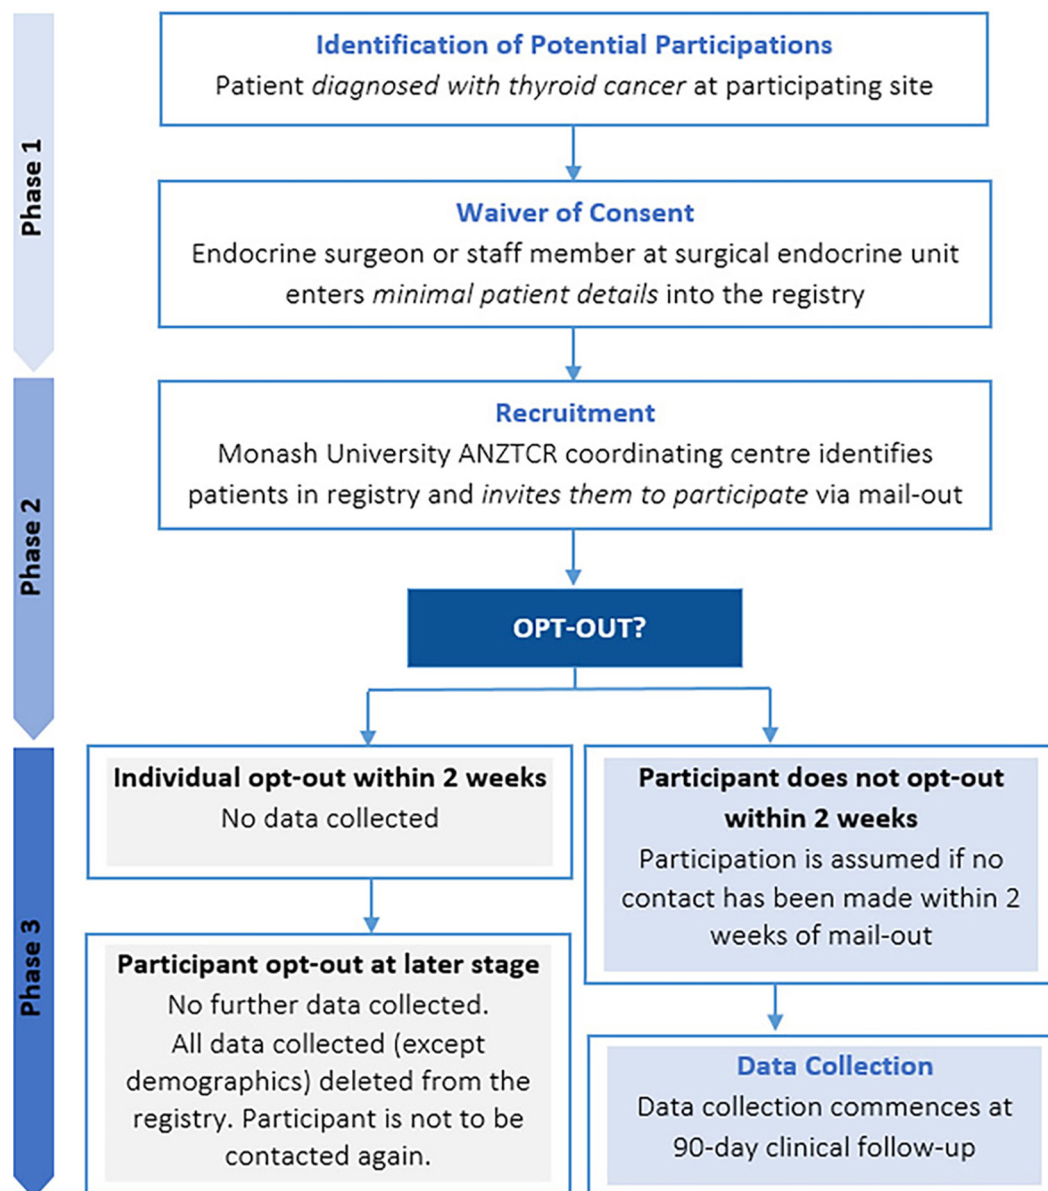 Phase 1
Identification of Potential Participations
Patient diagnosed with thyroid cancer at participating site
Waiver of Consent
Endocrine surgeon or staff member at surgical endocrine unit
enters minimal patient details into the registry
Phase 2
Recruitment
Monash University ANZTCR coordinating centre identifies
patients in registry and invites them to participate via mail-out
OPT-OUT?
Phase 3
Individual opt-out within 2 weeks
No data collected
Participant opt-out at later stage
No further data collected.
All data collected (except
demographics) deleted from the
registry. Participant is not to be
contacted again.
Participant does not opt-out
within 2 weeks
Participation is assumed if no
contact has been made within 2
weeks of mail-out
Data Collection
Data collection commences at
90-day clinical follow-up